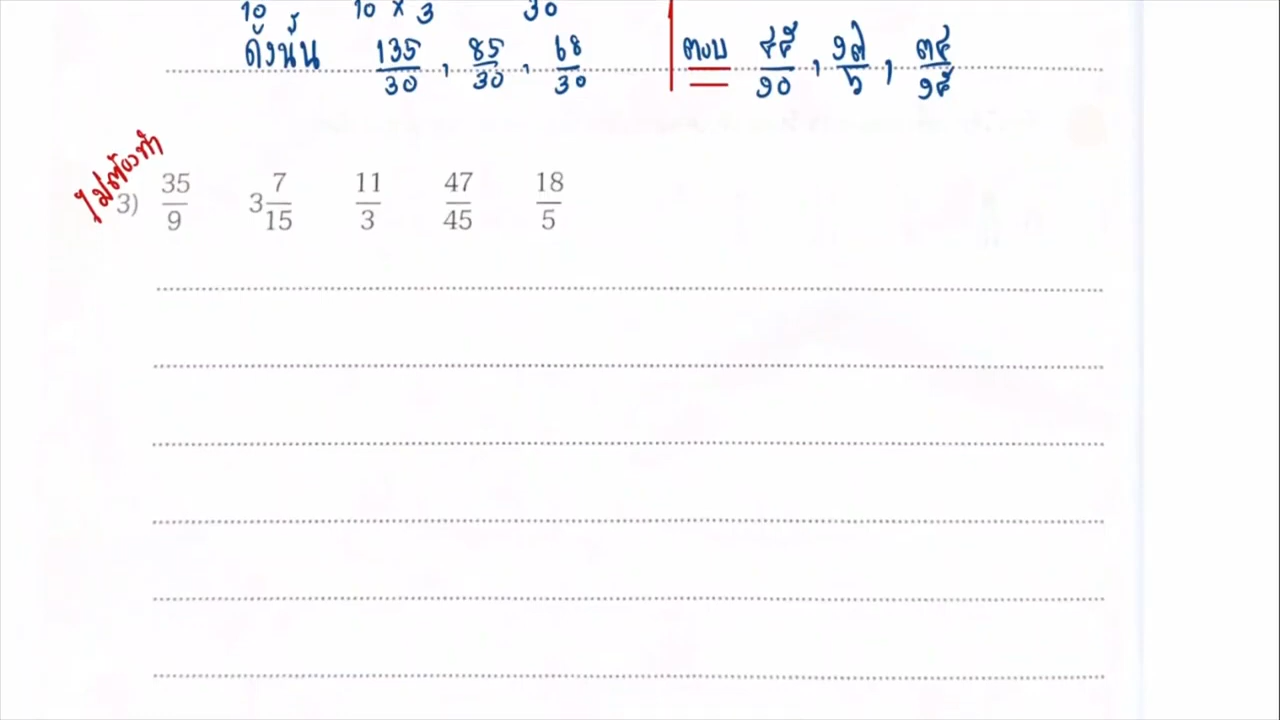 10 10 × 3 30
ดังนั้น 135/30 , 85/30 , 68/30 ตอบ ๔๕/๑๐ , ๑๗/๖ , ๓๔/๑๕
ไม่ต้องทำ
3) 35/9 3 7/15 11/3 47/45 18/5